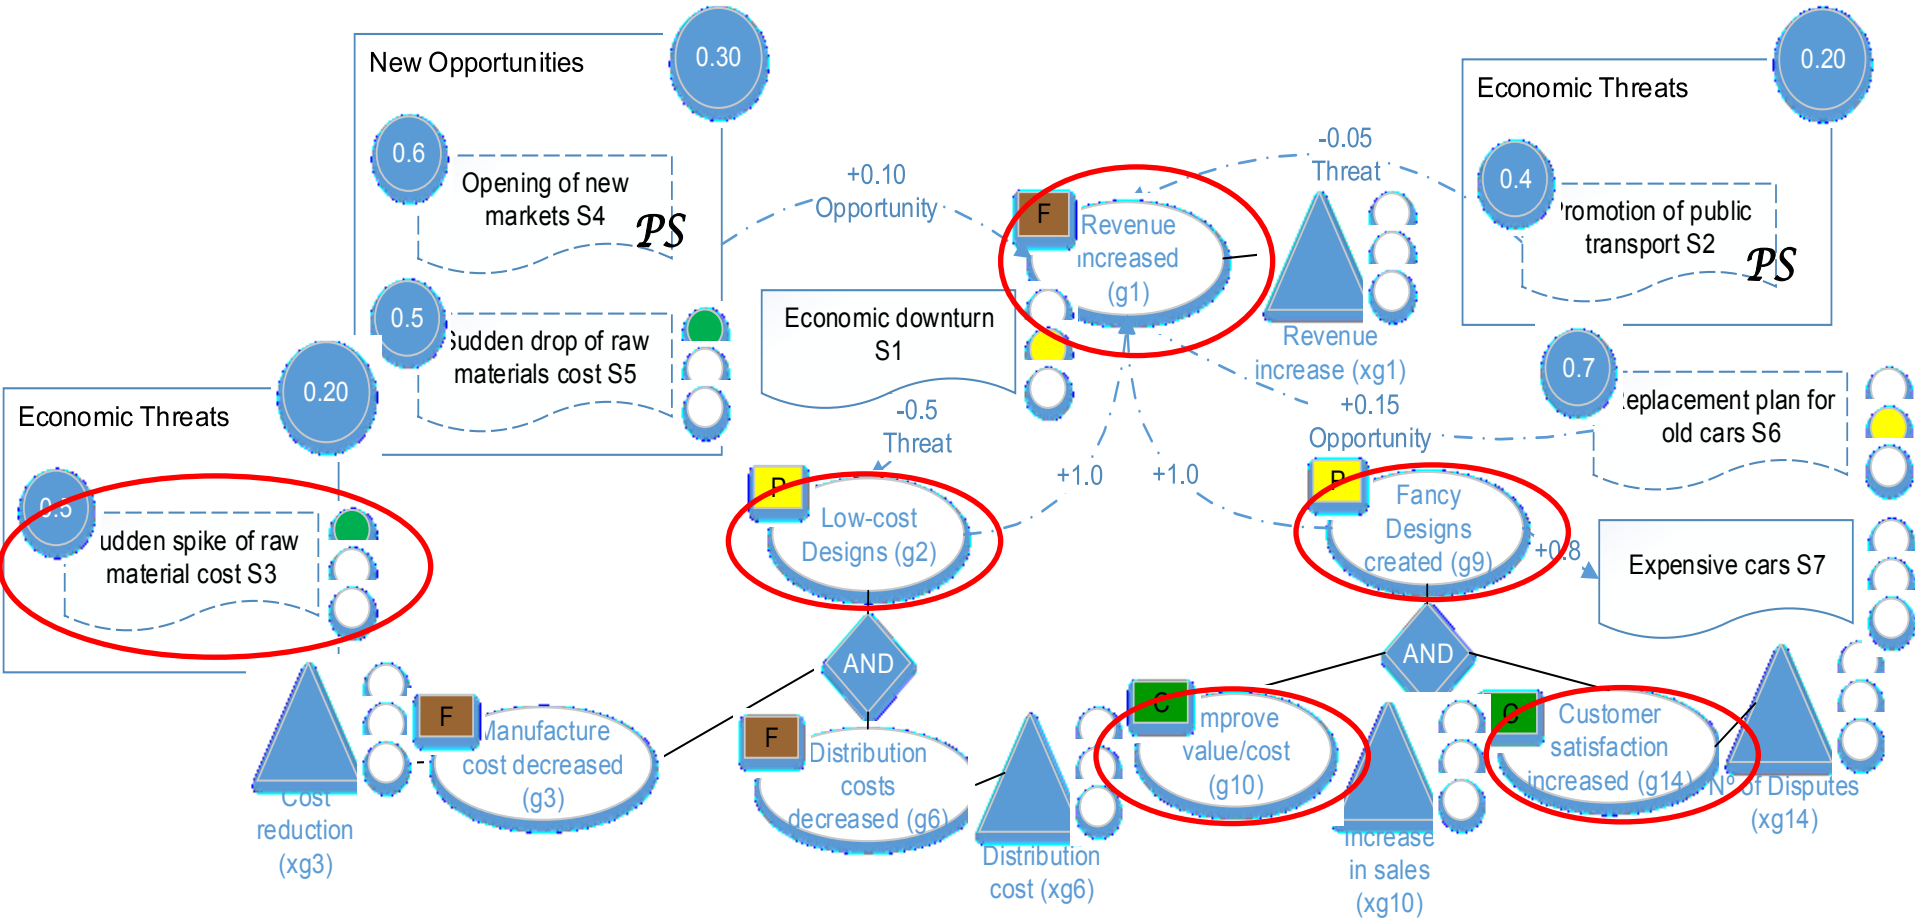 New Opportunities
0.30
0.6
Opening of new
markets S4
PS
0.5
Sudden drop of raw
materials cost S5
Economic Threats
0.20
0.5
udden spike of raw
material cost S3
+0.10
Opportunity
Economic downturn
S1
F
Revenue
increased
(g1)
-0.05
Threat
Revenue
increase (xg1)
Economic Threats
0.20
0.4
Promotion of public
transport S2
PS
0.7
eplacement plan for
old cars S6
+0.15
Opportunity
-0.5
Threat
+1.0
+1.0
P
Low-cost
Designs (g2)
P
Fancy
Designs
created (g9)
+0.8
Expensive cars S7
AND
AND
Cost
reduction
(xg3)
F
Manufacture
cost decreased
(g3)
F
Distribution
costs
decreased (g6)
Distribution
cost (xg6)
C
mprove
value/cost
(g10)
Increase
in sales
(xg10)
C
Customer
satisfaction
increased (g14)
Nº of Disputes
(xg14)